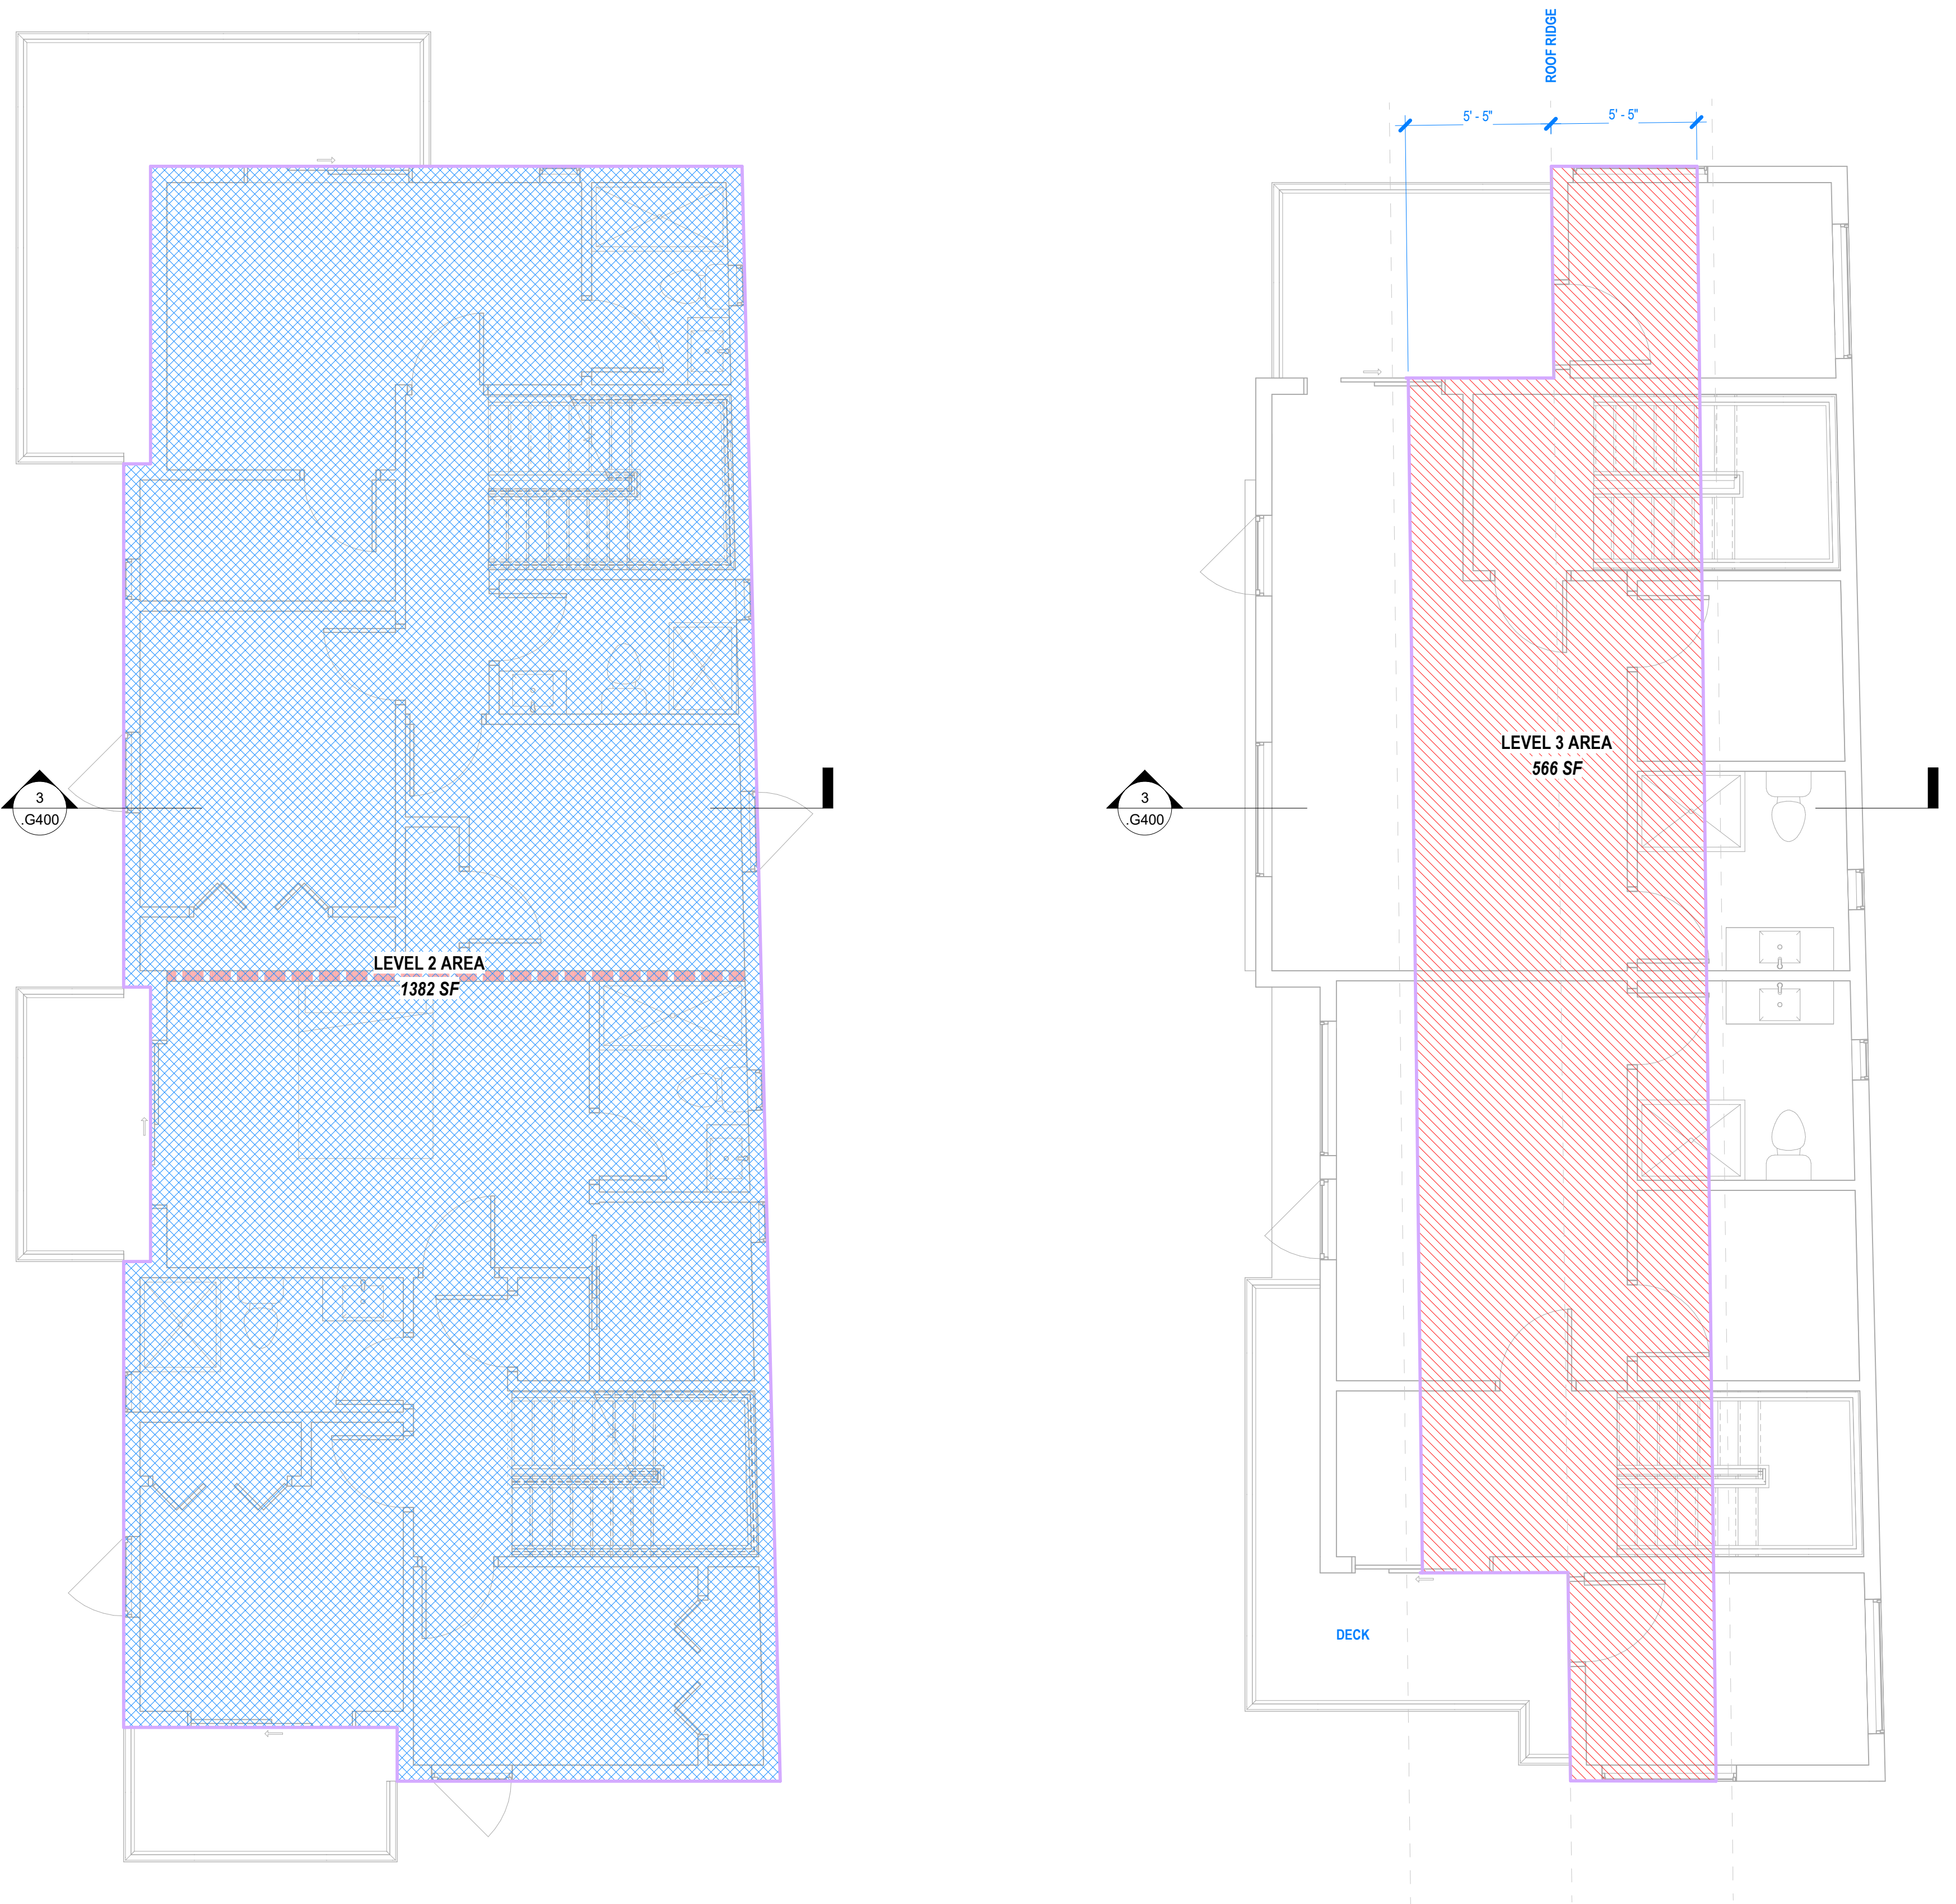 ROOF RIDGE
5' - 5"
5' - 5"
LEVEL 3 AREA
566 SF
3
.G400
3
.G400
LEVEL 2 AREA
1382 SF
DECK